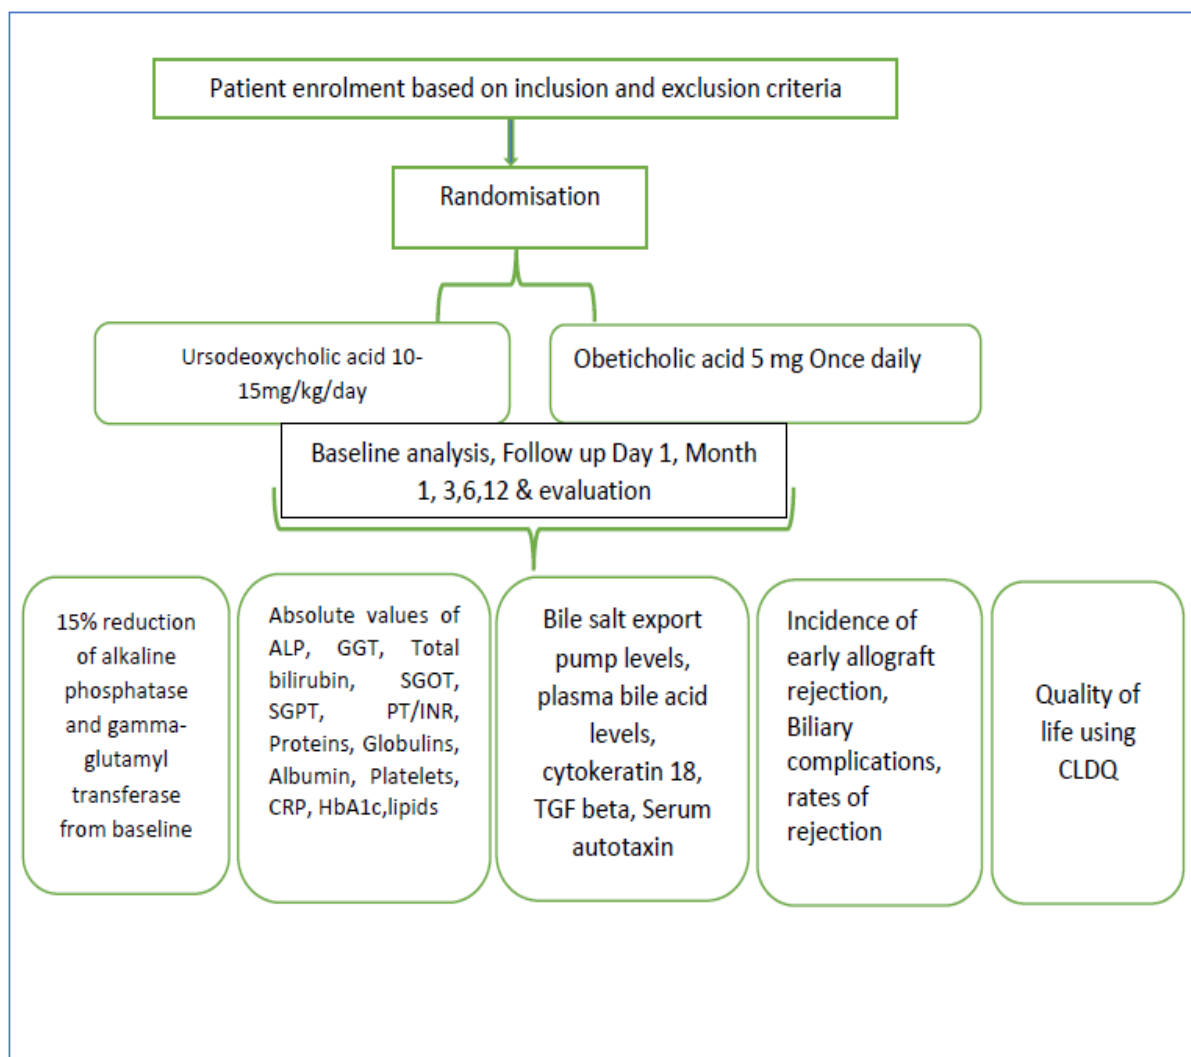 Patient enrolment based on inclusion and exclusion criteria
Randomisation
Ursodeoxycholic acid 10-
15mg/kg/day
Obeticholic acid 5 mg Once daily
Baseline analysis, Follow up Day 1, Month
1, 3,6,12 & evaluation
15% reduction
of alkaline
phosphatase
and gamma-
glutamyl
transferase
from baseline
Absolute values of
ALP, GGT, Total
bilirubin, SGOT,
SGPT, PT/INR,
Proteins, Globulins,
Albumin, Platelets,
CRP, HbA1c,lipids
Bile salt export
pump levels,
plasma bile acid
levels,
cytokeratin 18,
TGF beta, Serum
autotaxin
Incidence of
early allograft
rejection,
Biliary
complications,
rates of
rejection
Quality of
life using
CLDQ